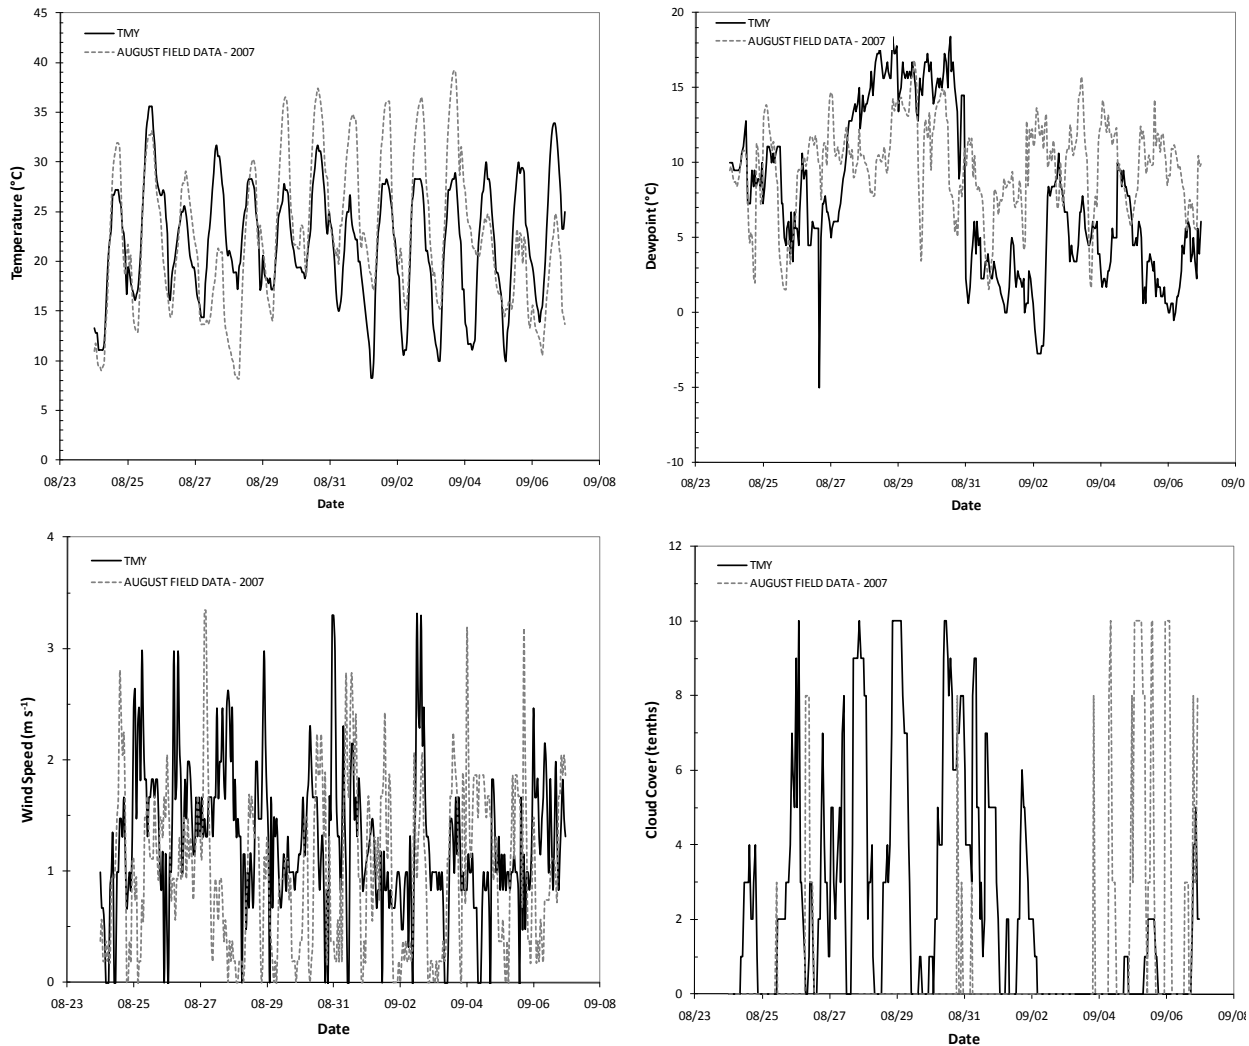 45
40
35
30
25
20
15
10
5
0
Temperature (°C)
TMY
AUGUST FIELD DATA - 2007
08/23 08/25 08/27 08/29 08/31 09/02 09/04 09/06 09/08
Date
20
15
10
5
0
-5
-10
Dewpoint (°C)
TMY
AUGUST FIELD DATA - 2007
08/23 08/25 08/27 08/29 08/31 09/02 09/04 09/06 09/0
Date
4
3
2
1
0
Wind Speed (m s-1)
TMY
AUGUST FIELD DATA - 2007
08-23 08-25 08-27 08-29 08-31 09-02 09-04 09-06 09-08
Date
12
10
8
6
4
2
0
Cloud Cover (tenths)
TMY
AUGUST FIELD DATA - 2007
08/23 08/25 08/27 08/29 08/31 09/02 09/04 09/06 09/08
Date